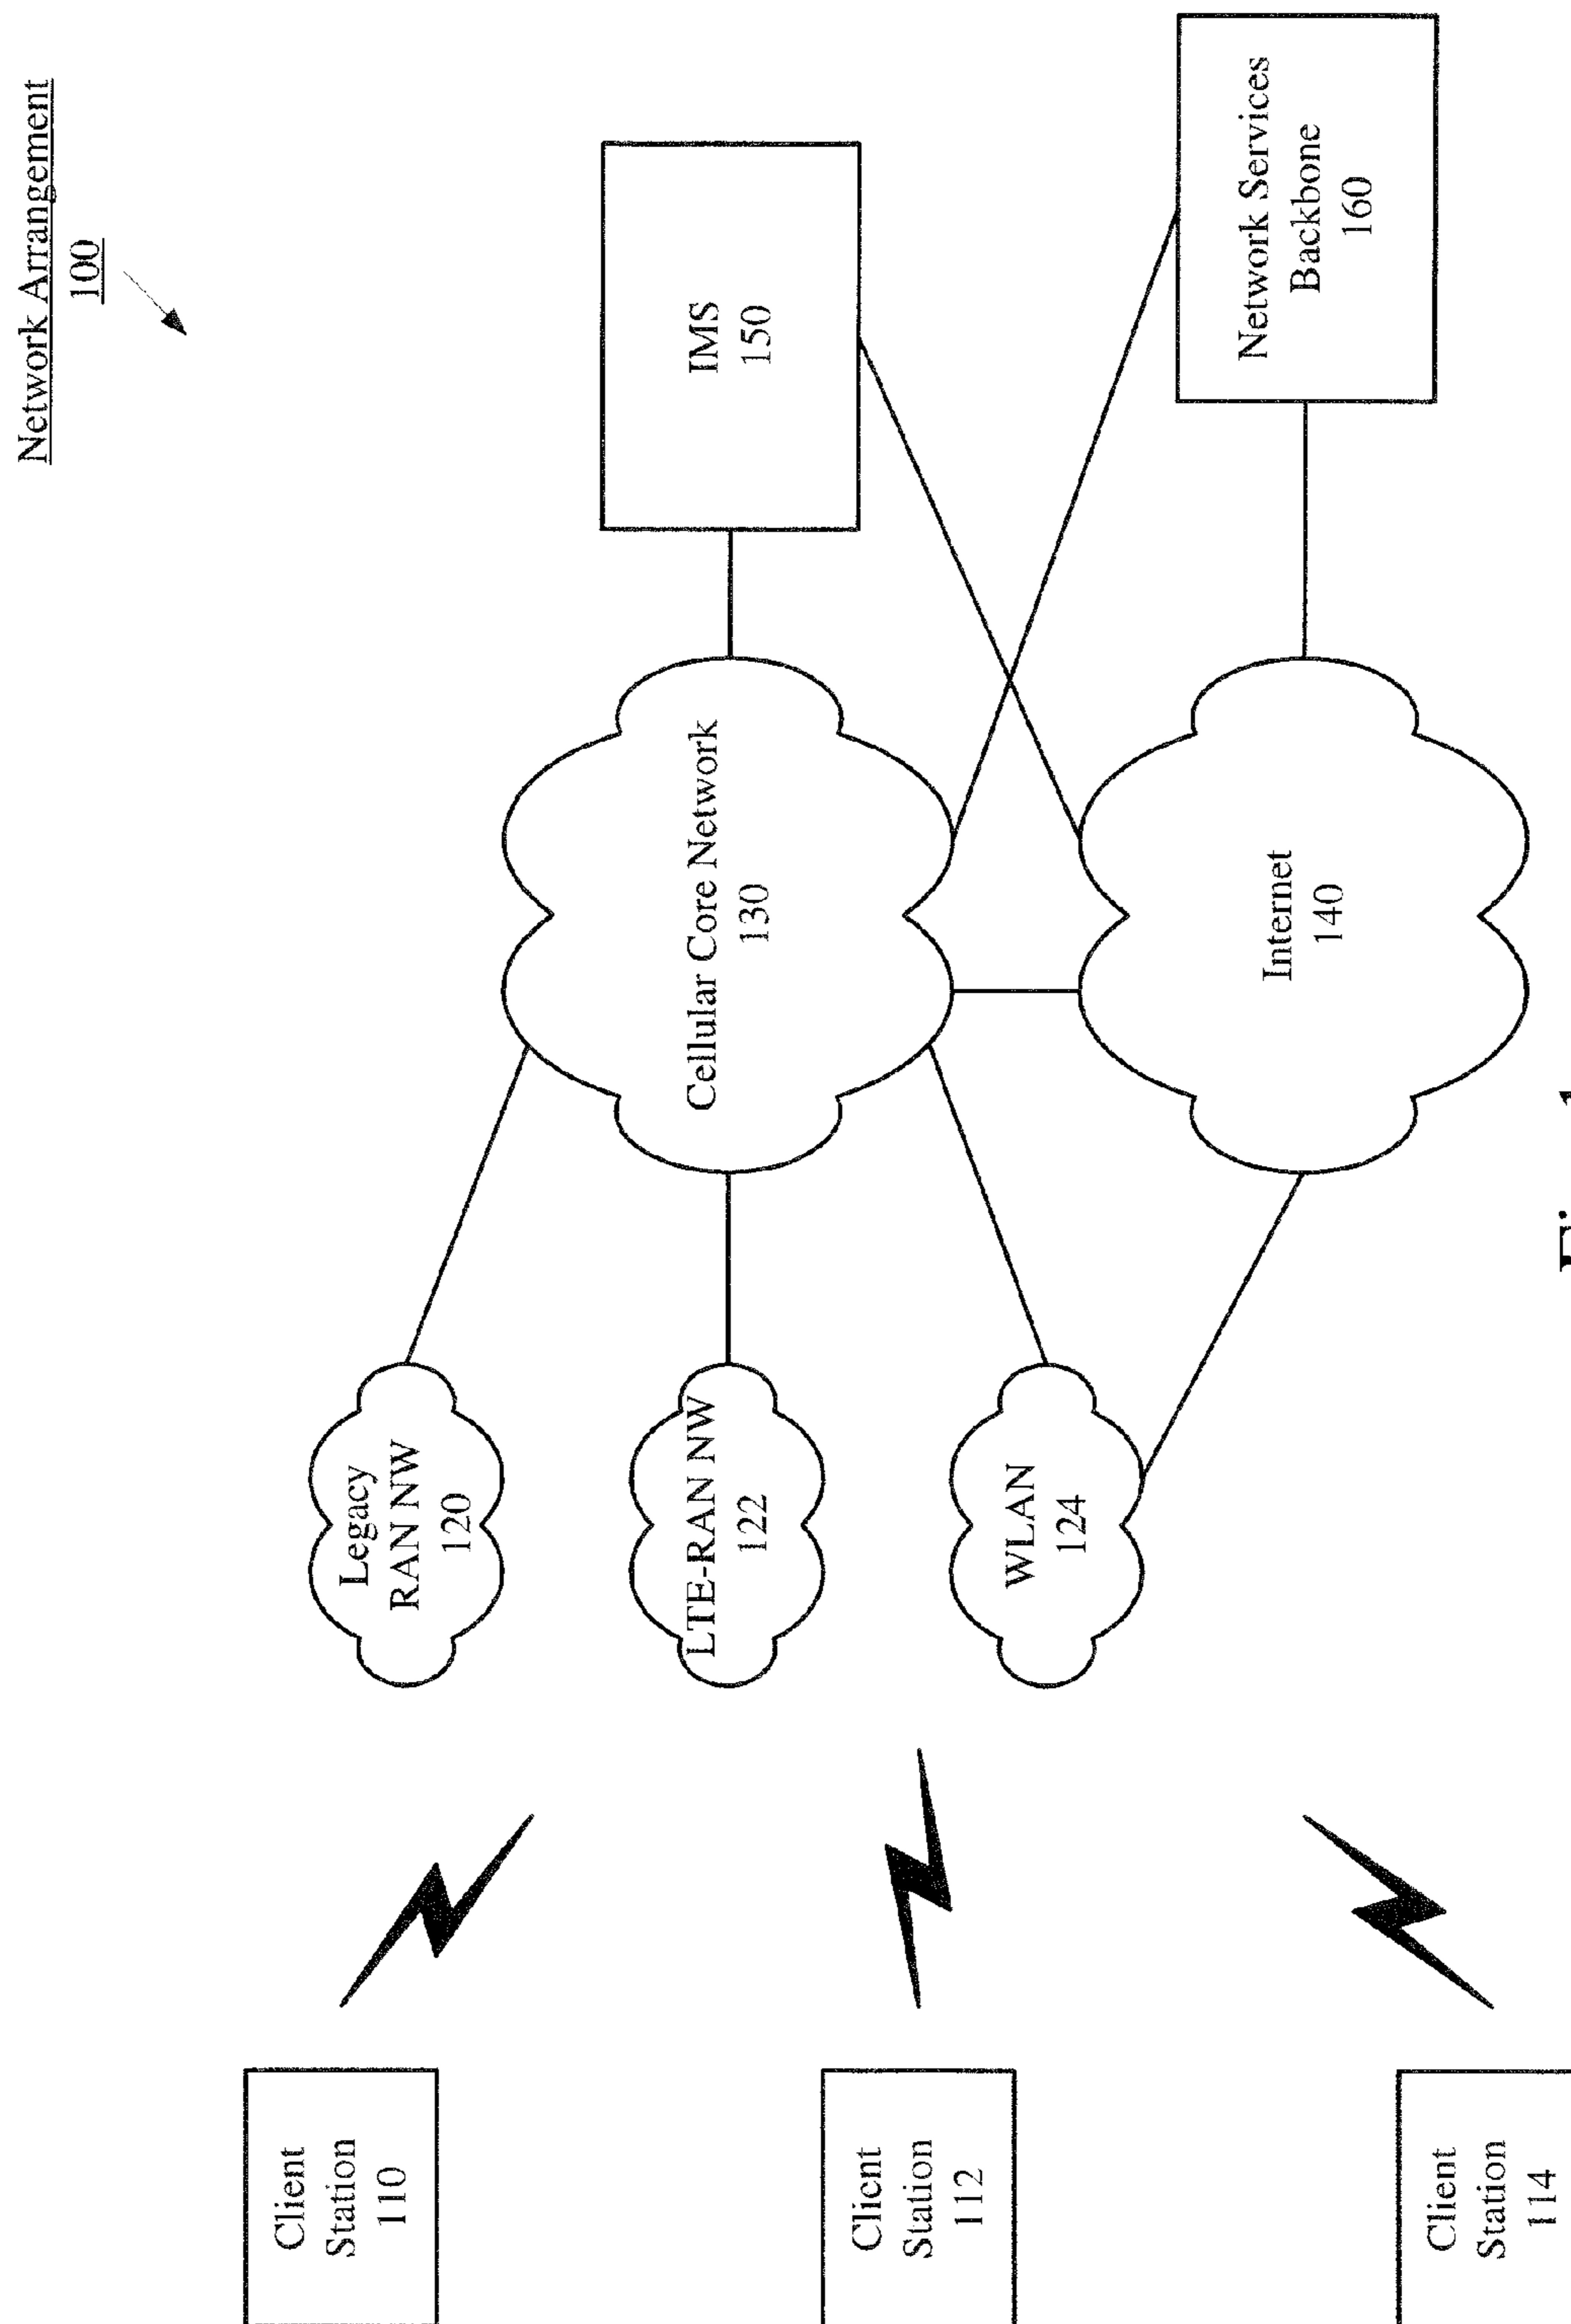 Network Arrangement
100
Legacy
RAN NW
120
LTE-RAN NW
122
WLAN
124
Cellular Core Network
130
Internet
140
IMS
150
Network Services
Backbone
160
Client
Station
110
Client
Station
112
Client
Station
114